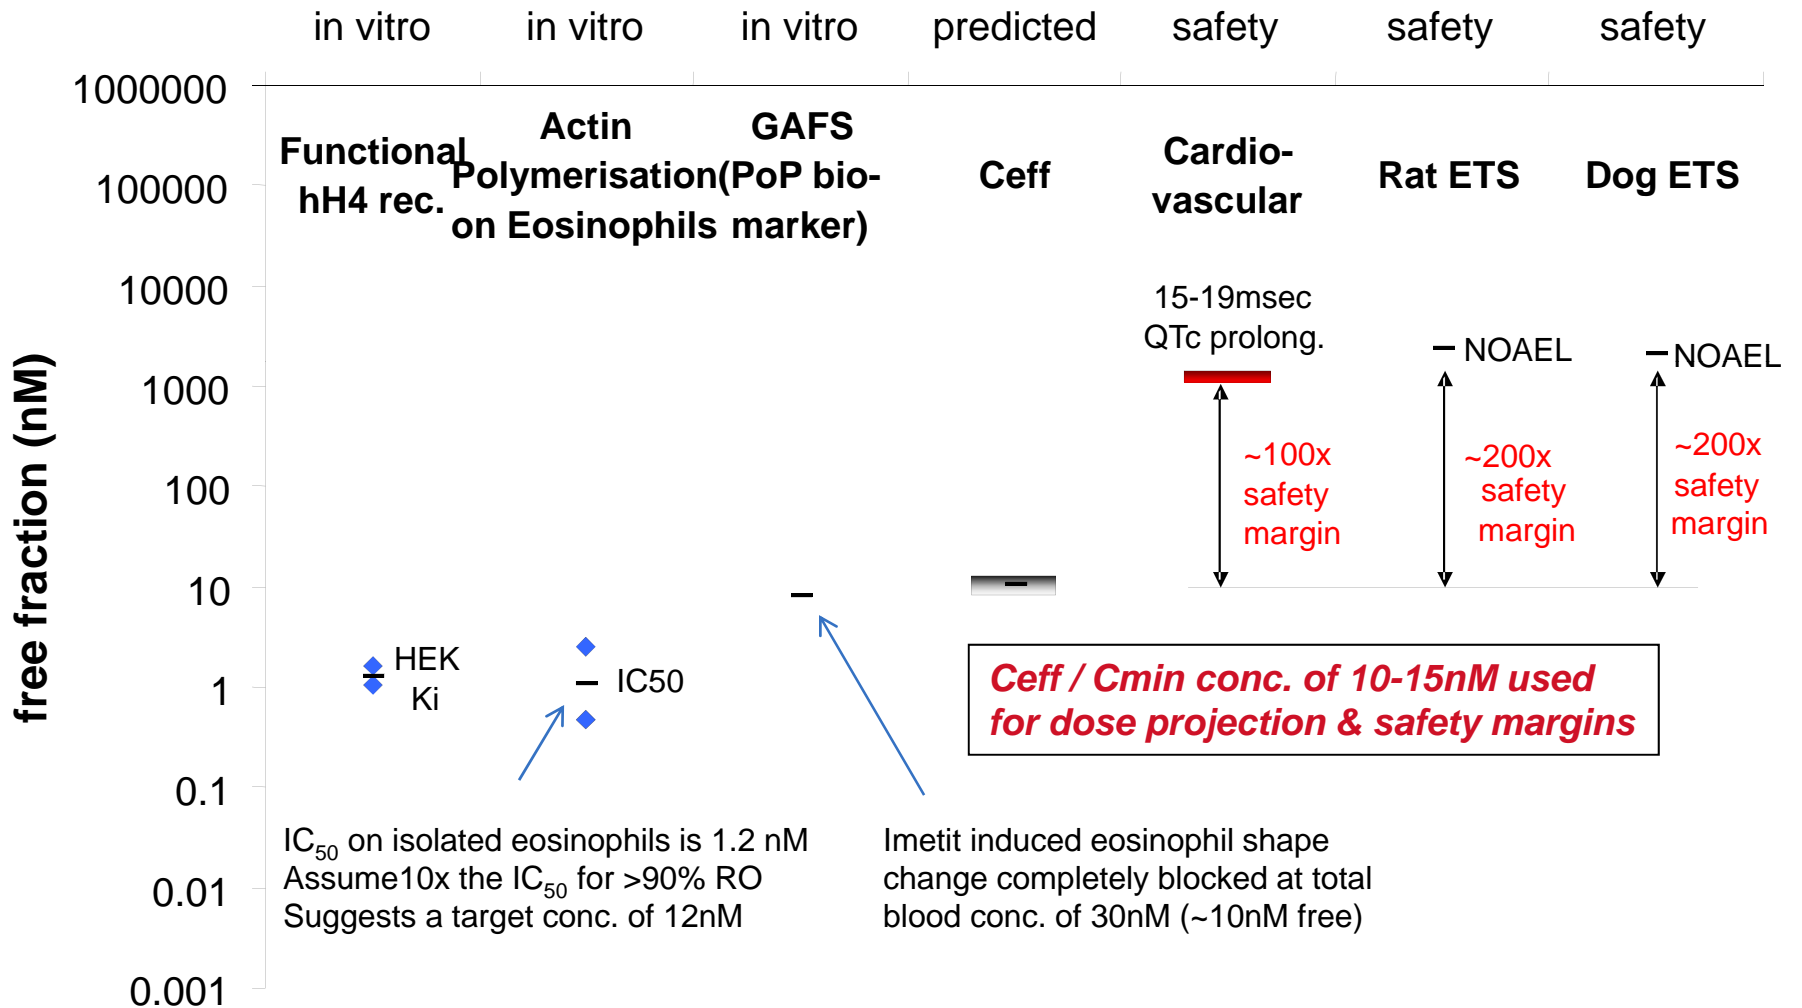 in vitro
in vitro
in vitro
predicted
safety
safety
safety
free fraction (nM)
1000000
100000
10000
1000
100
10
1
0.1
0.01
0.001
Functional
hH4 rec.
Actin
Polymerisation
on Eosinophils
GAFS
(PoP bio-
marker)
Ceff
Cardio-
vascular
Rat ETS
Dog ETS
15-19msec
QTc prolong.
NOAEL
NOAEL
~100x
safety
margin
~200x
safety
margin
~200x
safety
margin
HEK
Ki
IC50
Ceff / Cmin conc. of 10-15nM used
for dose projection & safety margins
IC50 on isolated eosinophils is 1.2 nM
Assume10x the IC50 for >90% RO
Suggests a target conc. of 12nM
Imetit induced eosinophil shape
change completely blocked at total
blood conc. of 30nM (~10nM free)